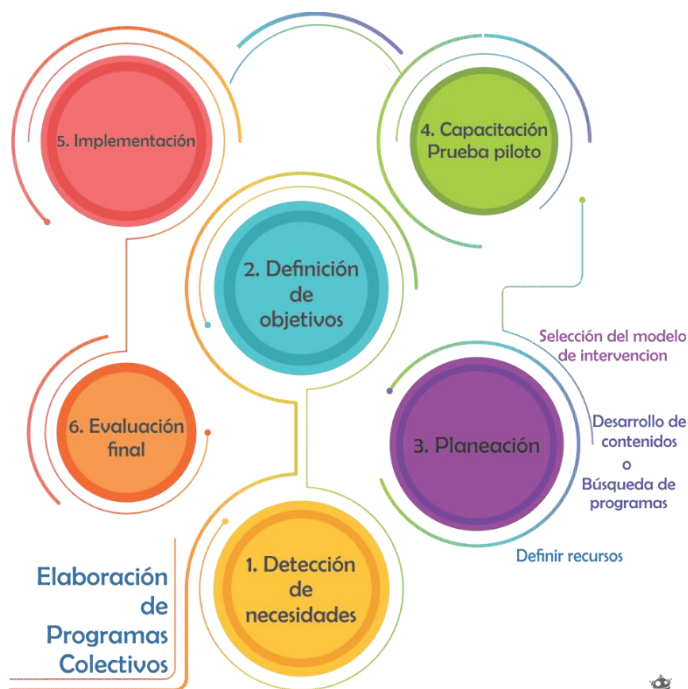 5. Implementación
4. Capacitación
Prueba piloto
2. Definición
de
objetivos
Selección del modelo
de intervencion
6. Evaluación
final
3. Planeación
Desarrollo de
contenidos
o
Búsqueda de
programas
Definir recursos
1. Detección
de
necesidades
Elaboración
de
Programas
Colectivos